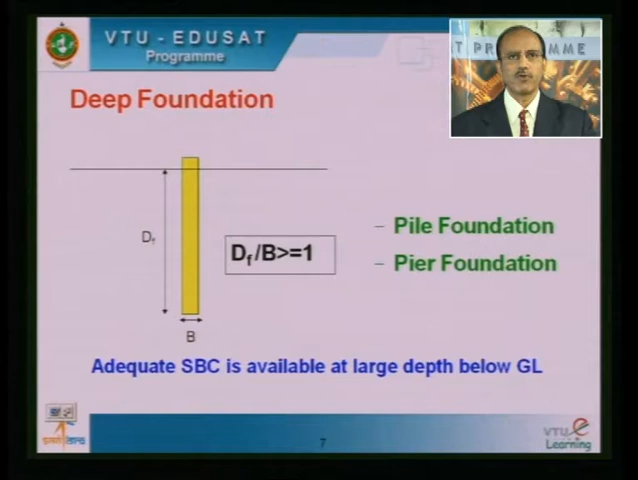 VTU - EDUSAT
Programme
T PROGRAMME
Deep Foundation
Df
Df/B>=1
B
– Pile Foundation
– Pier Foundation
Adequate SBC is available at large depth below GL
7
VTU e
Learning